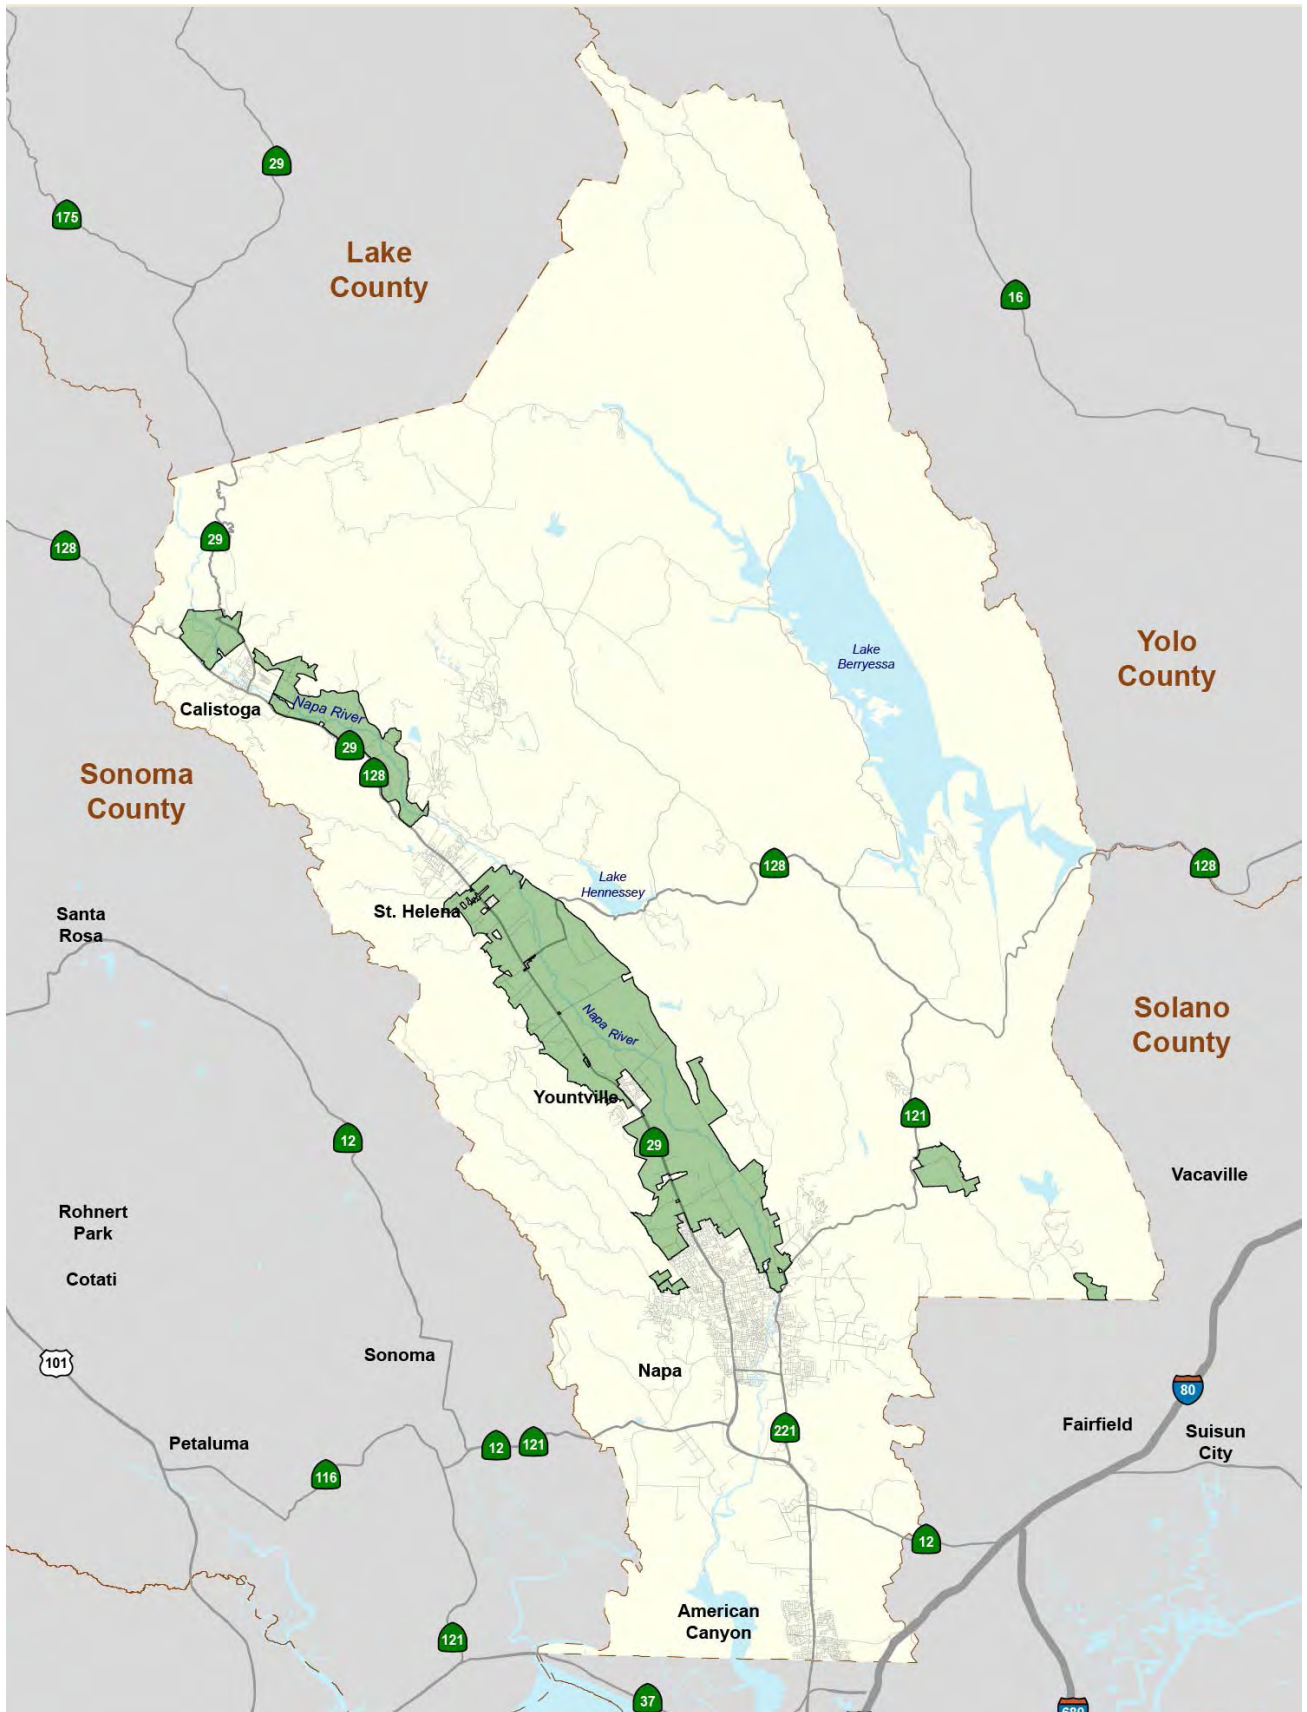 29
175
Lake
County
16
128
29
Lake
Berryessa
Yolo
County
Calistoga
Napa River
29
128
Sonoma
County
128
128
Lake
Hennessey
St. Helena
Santa
Rosa
Solano
County
Napa River
Yountville
121
29
12
Vacaville
Rohnert
Park
Cotati
101
Sonoma
Napa
80
Fairfield
Suisun
City
Petaluma
12
121
221
116
12
American
Canyon
121
37
680